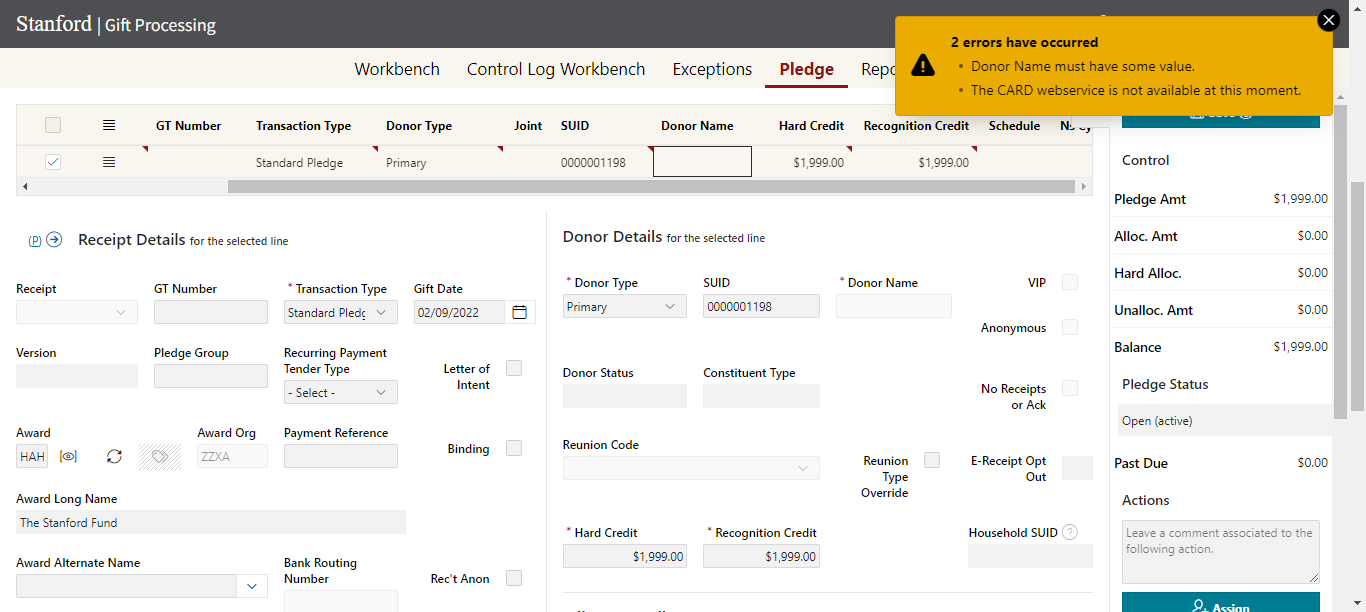 Stanford | Gift Processing
2 errors have occurred
• Donor Name must have some value.
• The CARD webservice is not available at this moment.
Workbench Control Log Workbench Exceptions Pledge Repo
GT Number Transaction Type Donor Type Joint SUID Donor Name Hard Credit Recognition Credit Schedule
Standard Pledge Primary 0000001198 $1,999.00 $1,999.00
(P) Receipt Details for the selected line
Receipt GT Number * Transaction Type Gift Date
Standard Pledg 02/09/2022
Version Pledge Group Recurring Payment Tender Type Letter of Intent
- Select -
Award Award Org Payment Reference Binding
HAH ZZXA
Award Long Name
The Stanford Fund
Award Alternate Name Bank Routing Number Rec't Anon
Donor Details for the selected line
* Donor Type SUID * Donor Name VIP
Primary 0000001198
Anonymous
Donor Status Constituent Type No Receipts or Ack
Reunion Code Reunion Type Override E-Receipt Opt Out
* Hard Credit * Recognition Credit Household SUID ?
$1,999.00 $1,999.00
Control
Pledge Amt $1,999.00
Alloc. Amt $0.00
Hard Alloc. $0.00
Unalloc. Amt $0.00
Balance $1,999.00
Pledge Status
Open (active)
Past Due $0.00
Actions
Leave a comment associated to the
following action.
Assign